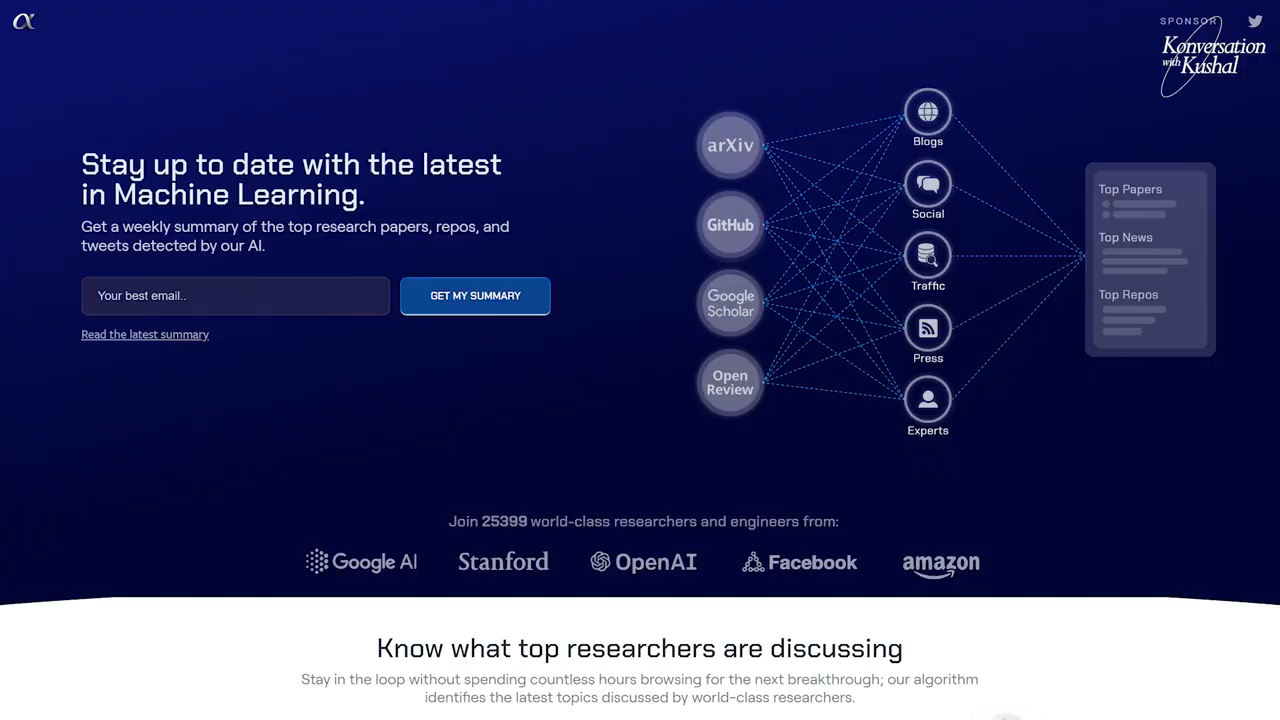 α
SPONSOR
Kønversation
with Kushal
Stay up to date with the latest
in Machine Learning.
Get a weekly summary of the top research papers, repos, and
tweets detected by our AI.
Your best email..
GET MY SUMMARY
Read the latest summary
arXiv
GitHub
Google
Scholar
Open
Review
Blogs
Social
Traffic
Press
Experts
Top Papers
Top News
Top Repos
Join 25399 world-class researchers and engineers from:
Google AI
Stanford
OpenAI
Facebook
amazon
Know what top researchers are discussing
Stay in the loop without spending countless hours browsing for the next breakthrough; our algorithm
identifies the latest topics discussed by world-class researchers.